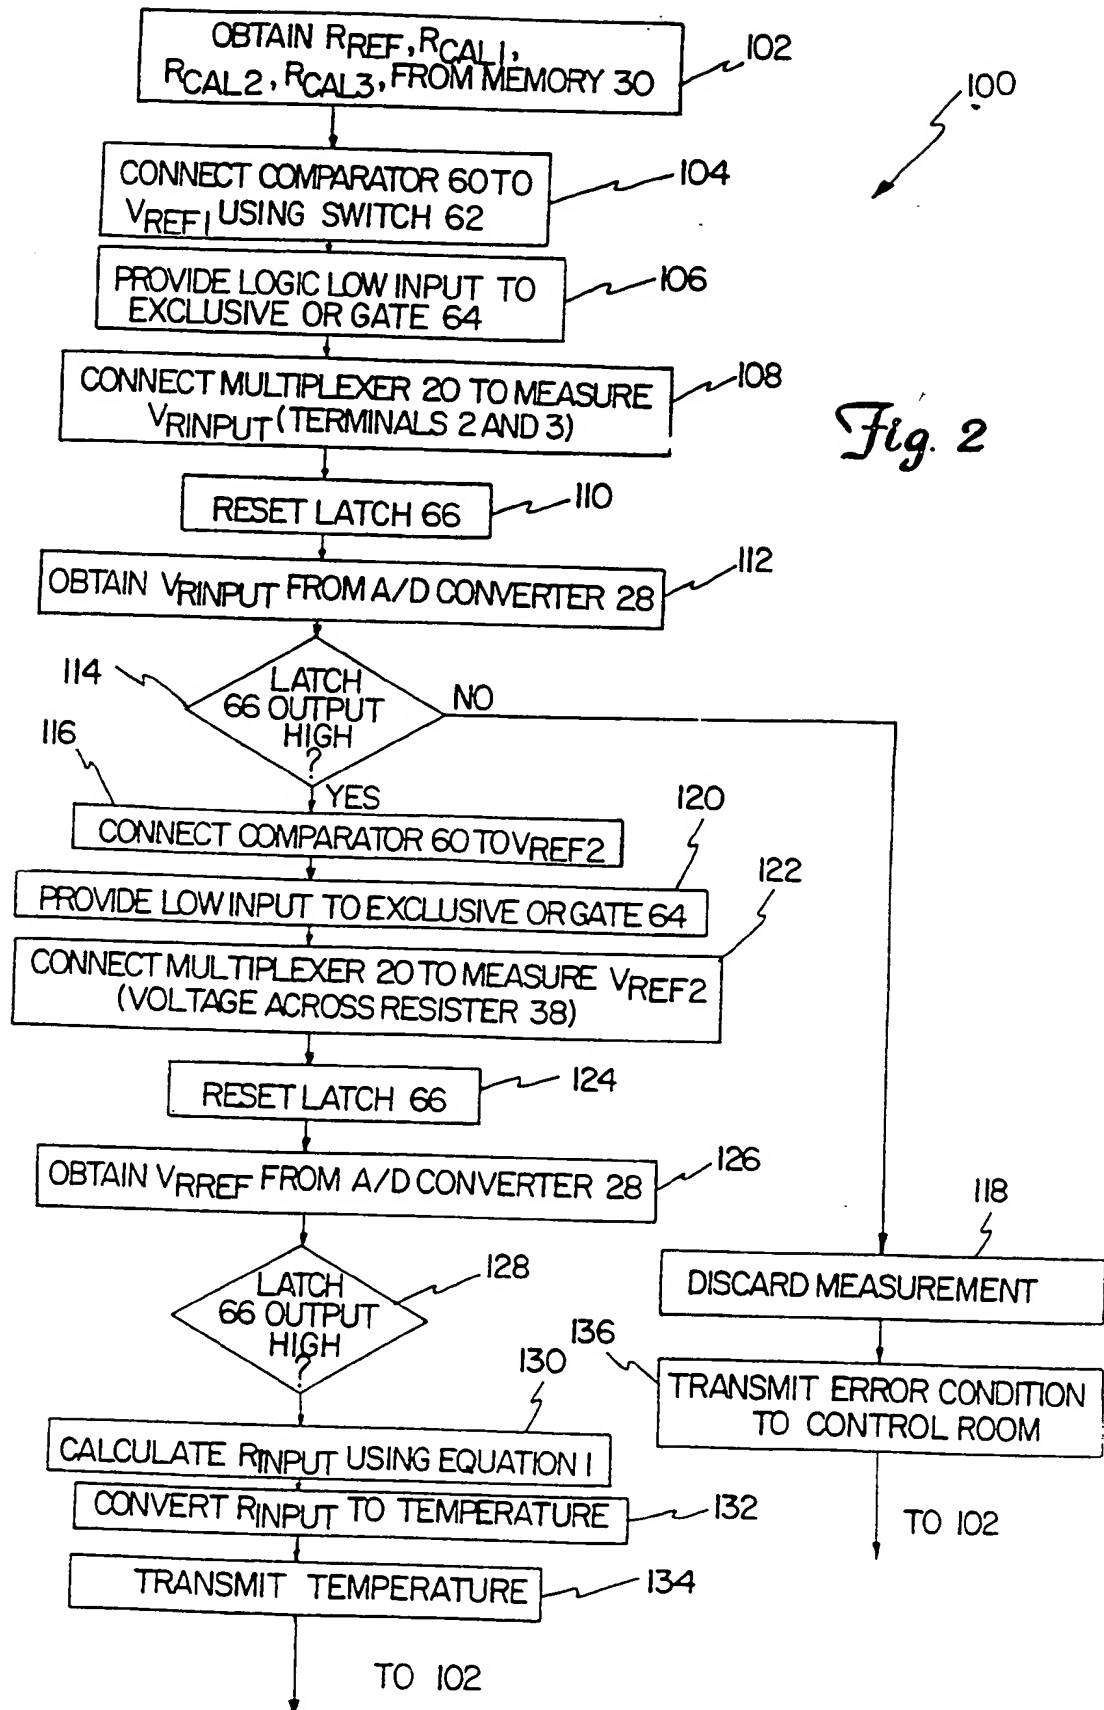 OBTAIN RREF, RCAL1,
RCAL2, RCAL3, FROM MEMORY 30
102
100
CONNECT COMPARATOR 60 TO
VREF1 USING SWITCH 62
104
PROVIDE LOGIC LOW INPUT TO
EXCLUSIVE OR GATE 64
106
CONNECT MULTIPLEXER 20 TO MEASURE
VRINPUT (TERMINALS 2 AND 3)
108
Fig. 2
RESET LATCH 66
110
OBTAIN VRINPUT FROM A/D CONVERTER 28
112
114
LATCH
66 OUTPUT
HIGH
?
NO
YES
116
CONNECT COMPARATOR 60 TO VREF2
120
PROVIDE LOW INPUT TO EXCLUSIVE OR GATE 64
122
CONNECT MULTIPLEXER 20 TO MEASURE VREF2
(VOLTAGE ACROSS RESISTER 38)
RESET LATCH 66
124
OBTAIN VRREF FROM A/D CONVERTER 28
126
LATCH
66 OUTPUT
HIGH
?
128
118
DISCARD MEASUREMENT
136
TRANSMIT ERROR CONDITION
TO CONTROL ROOM
TO 102
130
CALCULATE RINPUT USING EQUATION 1
CONVERT RINPUT TO TEMPERATURE
132
TRANSMIT TEMPERATURE
134
TO 102